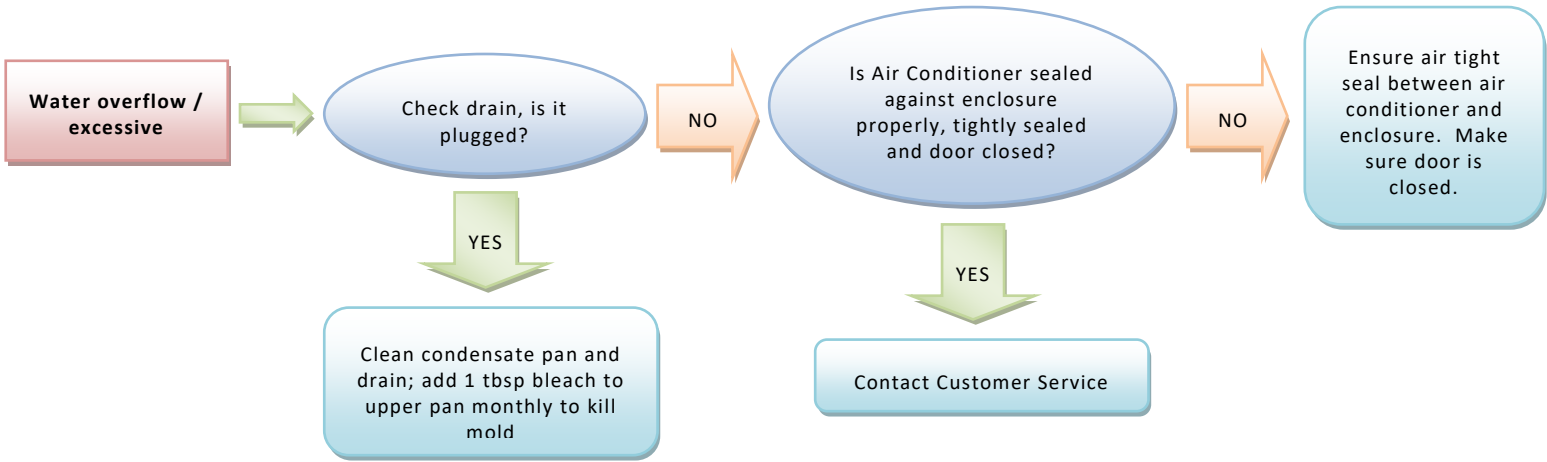 Water overflow /
excessive
Check drain, is it
plugged?
NO
Is Air Conditioner sealed
against enclosure
properly, tightly sealed
and door closed?
NO
Ensure air tight
seal between air
conditioner and
enclosure.  Make
sure door is
closed.
YES
Clean condensate pan and
drain; add 1 tbsp bleach to
upper pan monthly to kill
mold
YES
Contact Customer Service